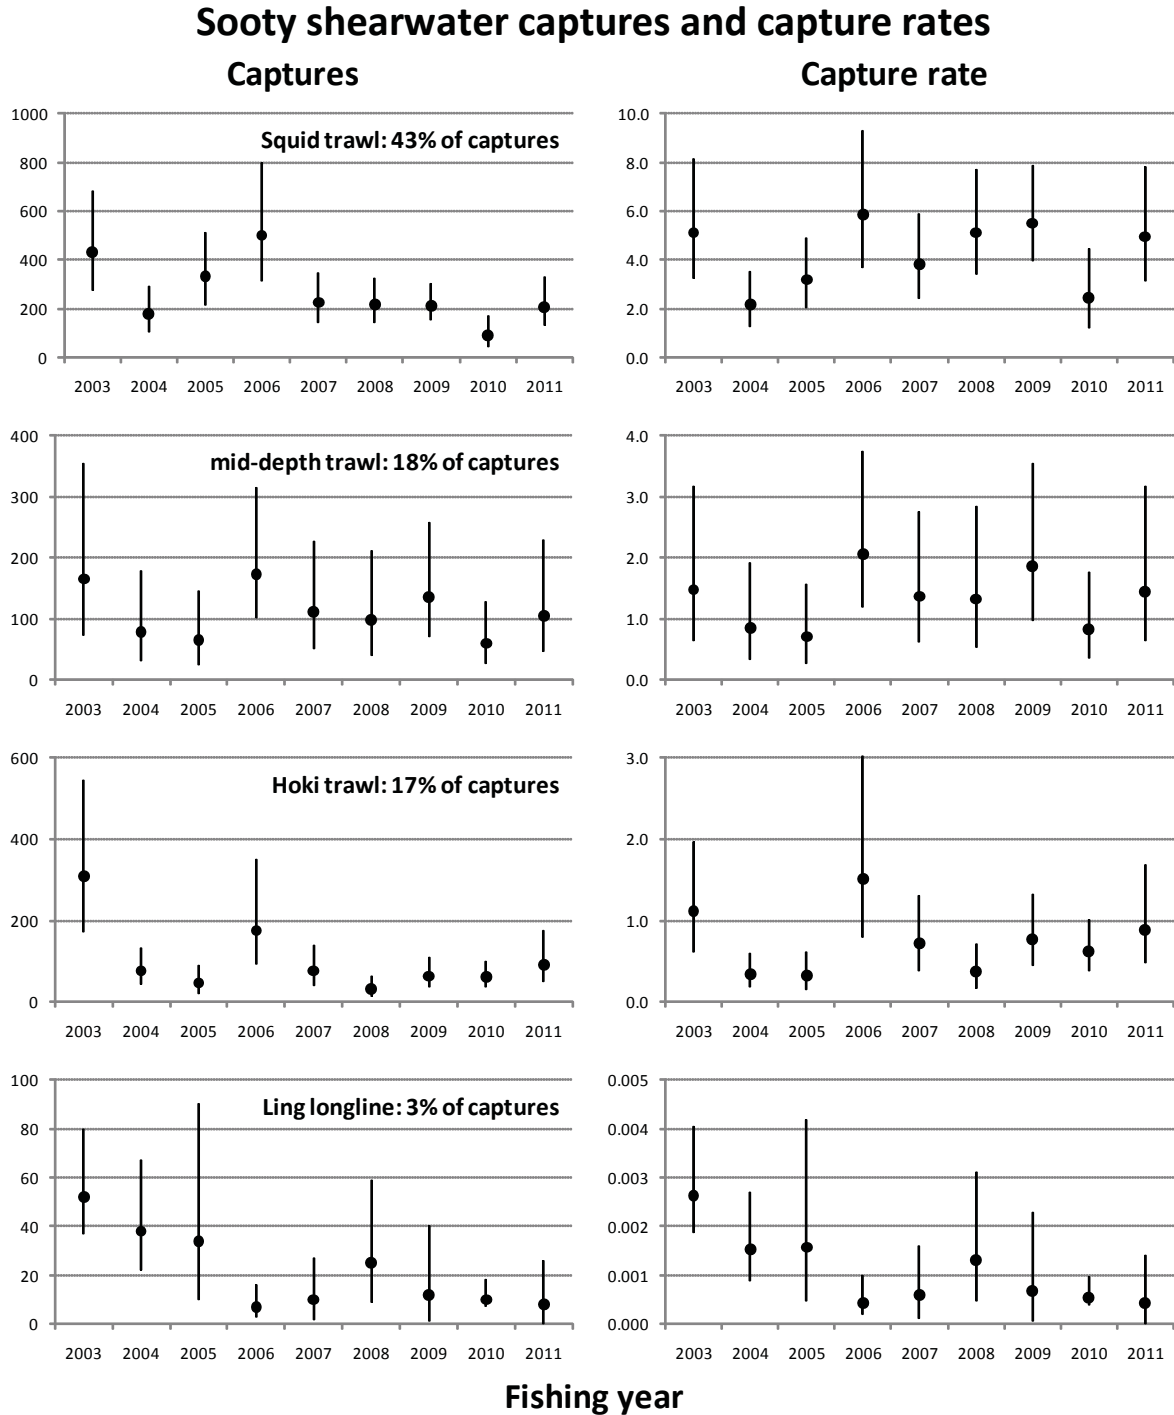 Sooty shearwater captures and capture rates
Captures
Capture rate
1000
800
600
400
200
0
Squid trawl: 43% of captures
2003 2004 2005 2006 2007 2008 2009 2010 2011
10.0
8.0
6.0
4.0
2.0
0.0
2003 2004 2005 2006 2007 2008 2009 2010 2011
400
300
200
100
0
mid-depth trawl: 18% of captures
2003 2004 2005 2006 2007 2008 2009 2010 2011
4.0
3.0
2.0
1.0
0.0
2003 2004 2005 2006 2007 2008 2009 2010 2011
600
400
200
0
Hoki trawl: 17% of captures
2003 2004 2005 2006 2007 2008 2009 2010 2011
3.0
2.0
1.0
0.0
2003 2004 2005 2006 2007 2008 2009 2010 2011
100
80
60
40
20
0
Ling longline: 3% of captures
2003 2004 2005 2006 2007 2008 2009 2010 2011
0.005
0.004
0.003
0.002
0.001
0.000
2003 2004 2005 2006 2007 2008 2009 2010 2011
Fishing year